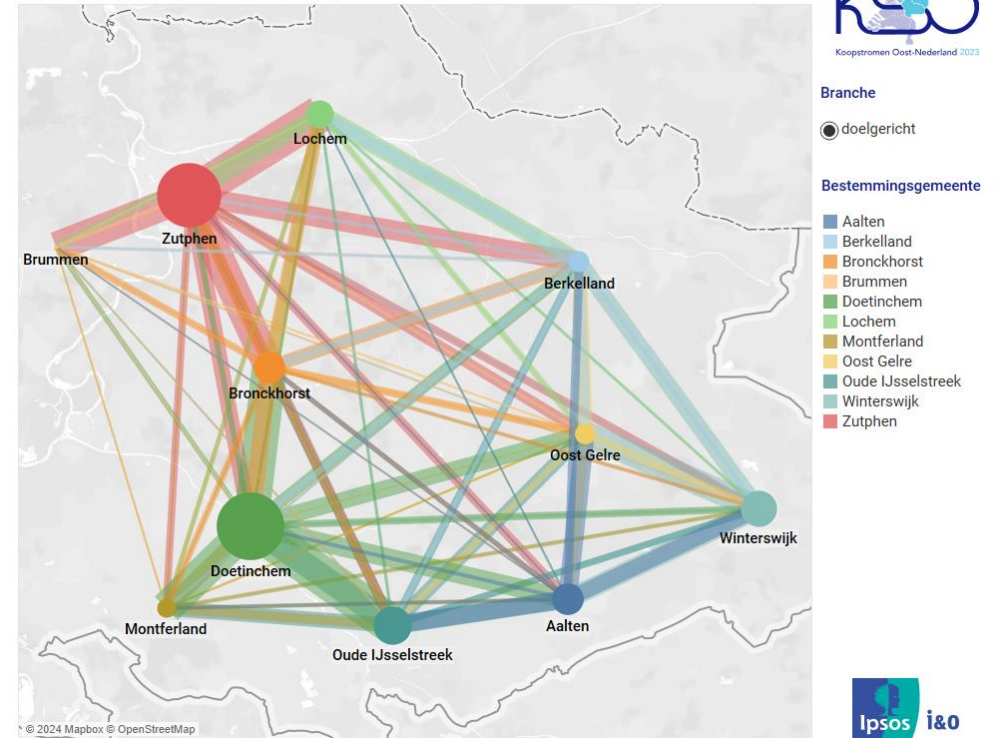 KSO
Koopstromen Oost-Nederland 2023
Branche
doelgericht
Bestemmingsgemeente
Aalten
Berkelland
Bronckhorst
Brummen
Doetinchem
Lochem
Montferland
Oost Gelre
Oude IJsselstreek
Winterswijk
Zutphen
Lochem
Zutphen
Brummen
Berkelland
Bronckhorst
Oost Gelre
Winterswijk
Doetinchem
Montferland
Aalten
Oude IJsselstreek
© 2024 Mapbox © OpenStreetMap
Ipsos
i&o